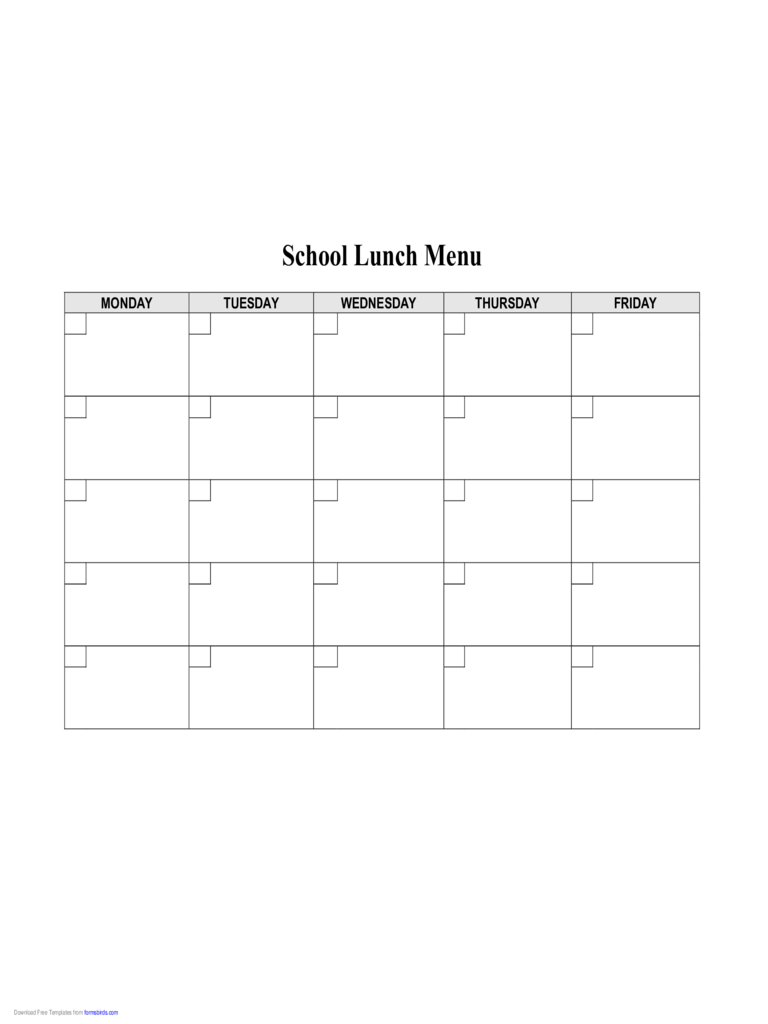 School Lunch Menu
MONDAY TUESDAY WEDNESDAY THURSDAY FRIDAY
Download Free Templates from formsbirds.com